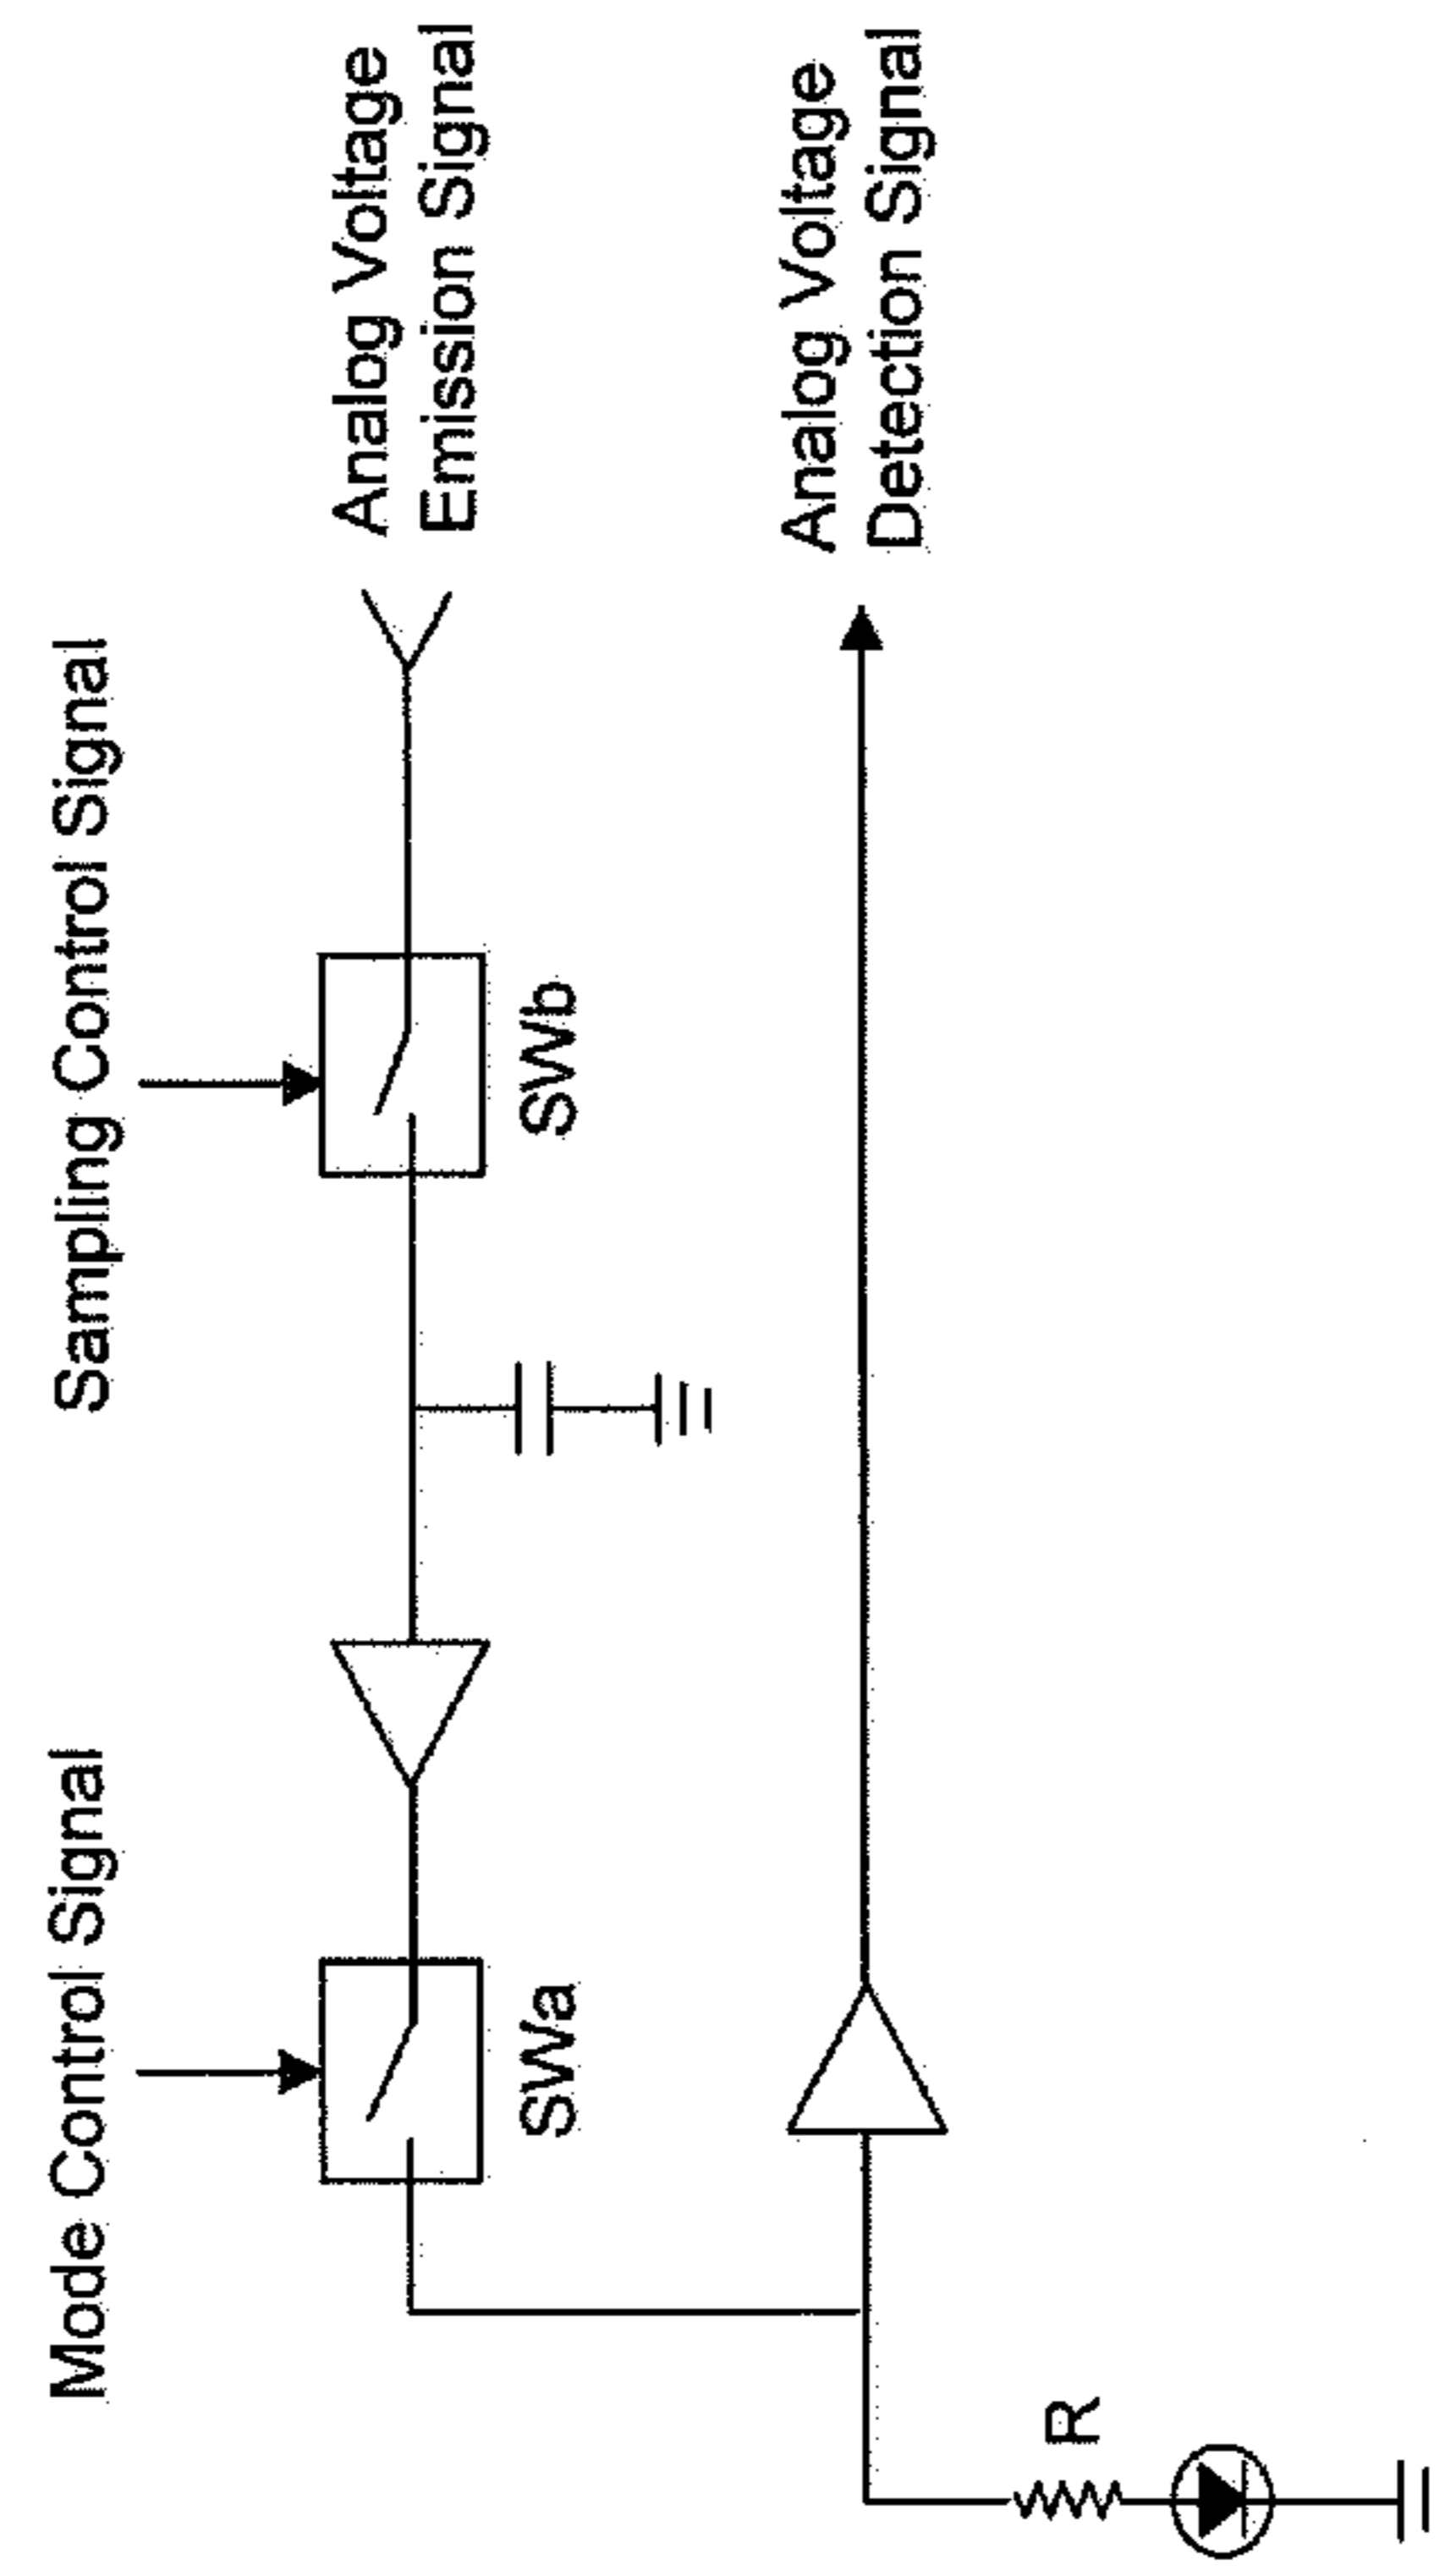 Mode Control Signal
Sampling Control Signal
SWa
SWb
Analog Voltage
Emission Signal
Analog Voltage
Detection Signal
R